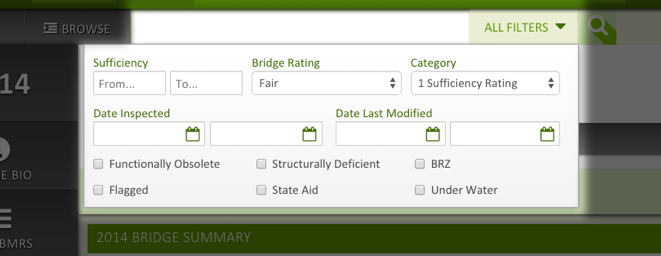 BROWSE
ALL FILTERS
Sufficiency Bridge Rating Category
From... To... Fair 1 Sufficiency Rating
14
Date Inspected Date Last Modified
Functionally Obsolete Structurally Deficient BRZ
E BIO
Flagged State Aid Under Water
BMRS
2014 BRIDGE SUMMARY